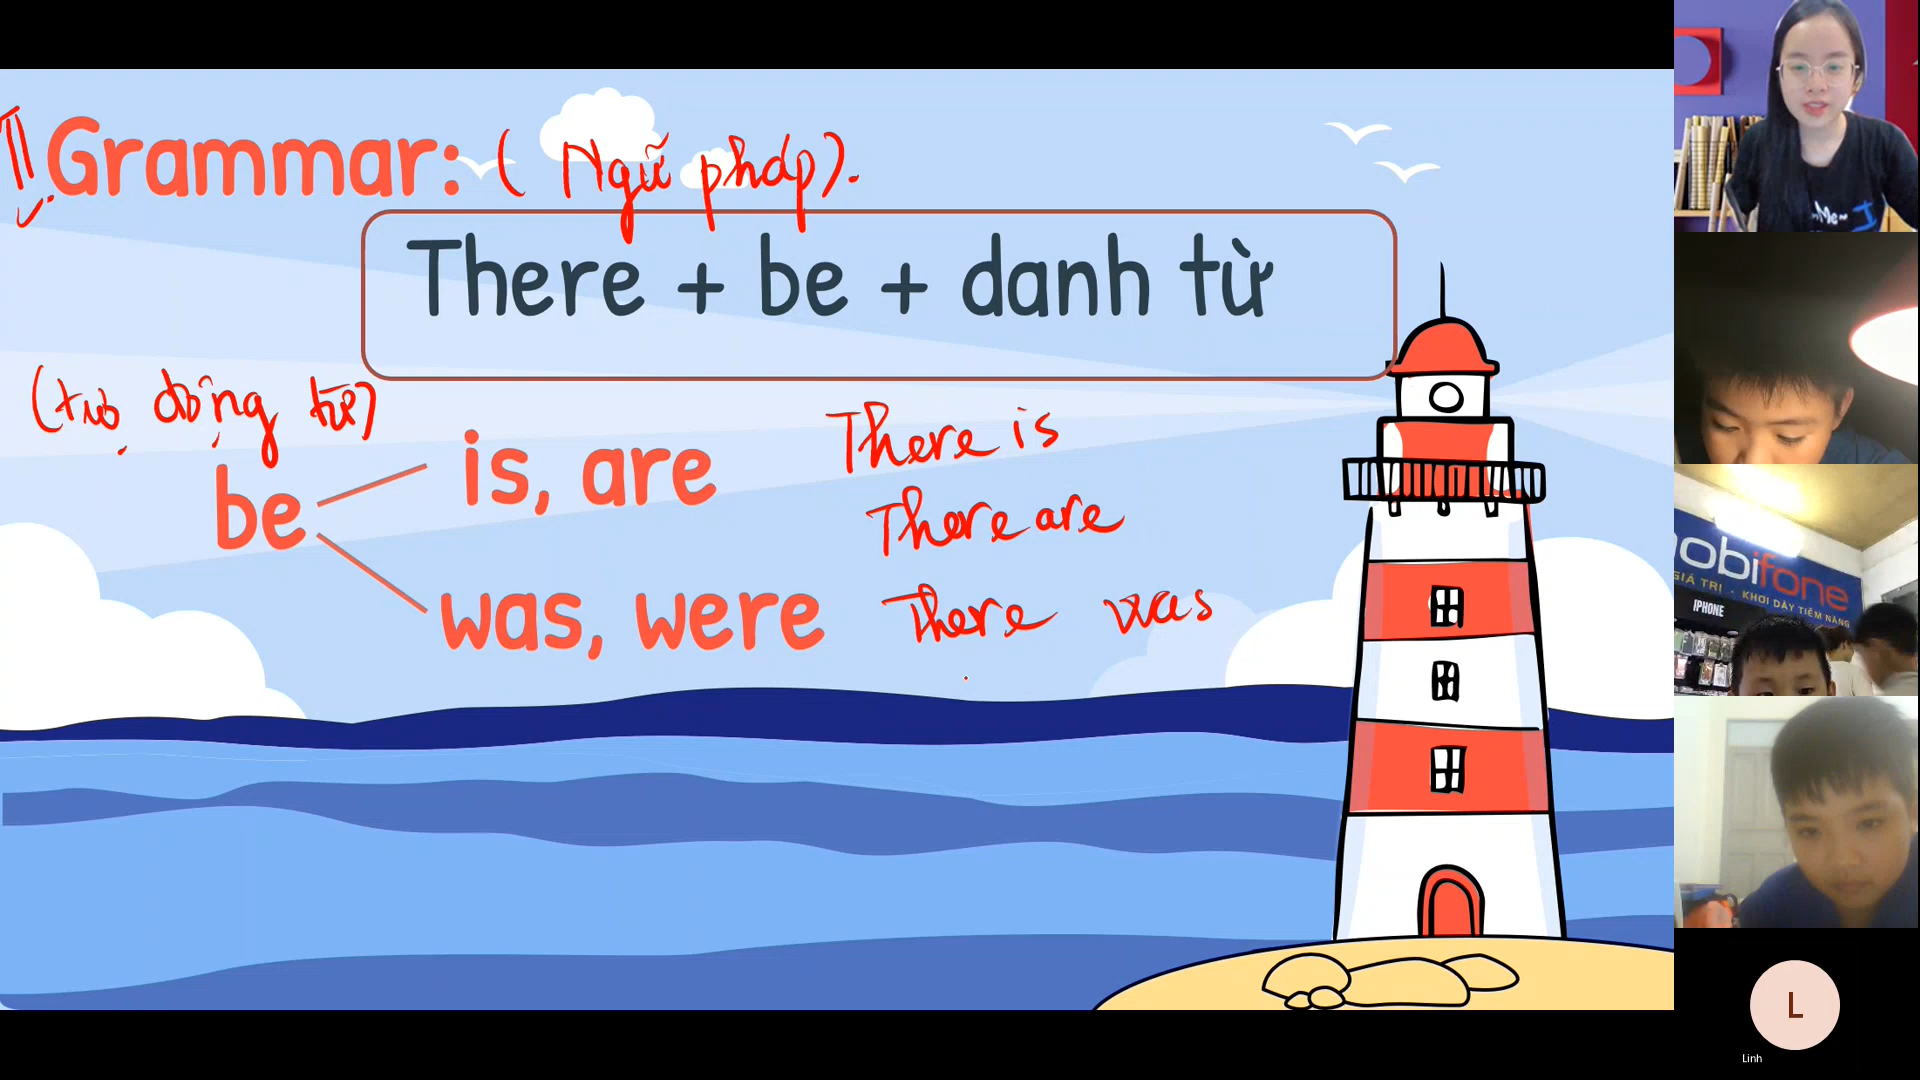 II Grammar: (Ngữ pháp).
There + be + danh từ
(trợ động từ)
be
is, are
There is
There are
was, were
There was
mobifone
GIÁ TRỊ · KHƠI DẬY TIỀM NĂNG
IPHONE
L
Linh